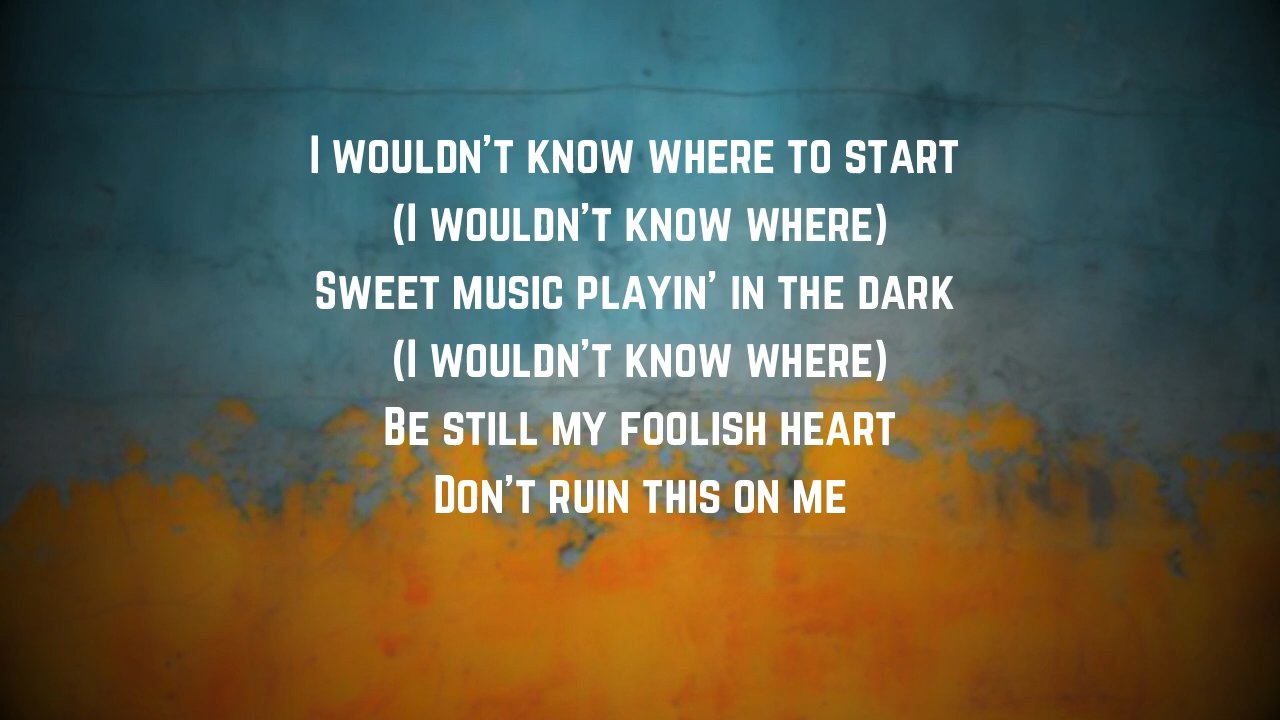 I wouldn't know where to start
(I wouldn't know where)
Sweet music playin' in the dark
(I wouldn't know where)
Be still my foolish heart
Don't ruin this on me